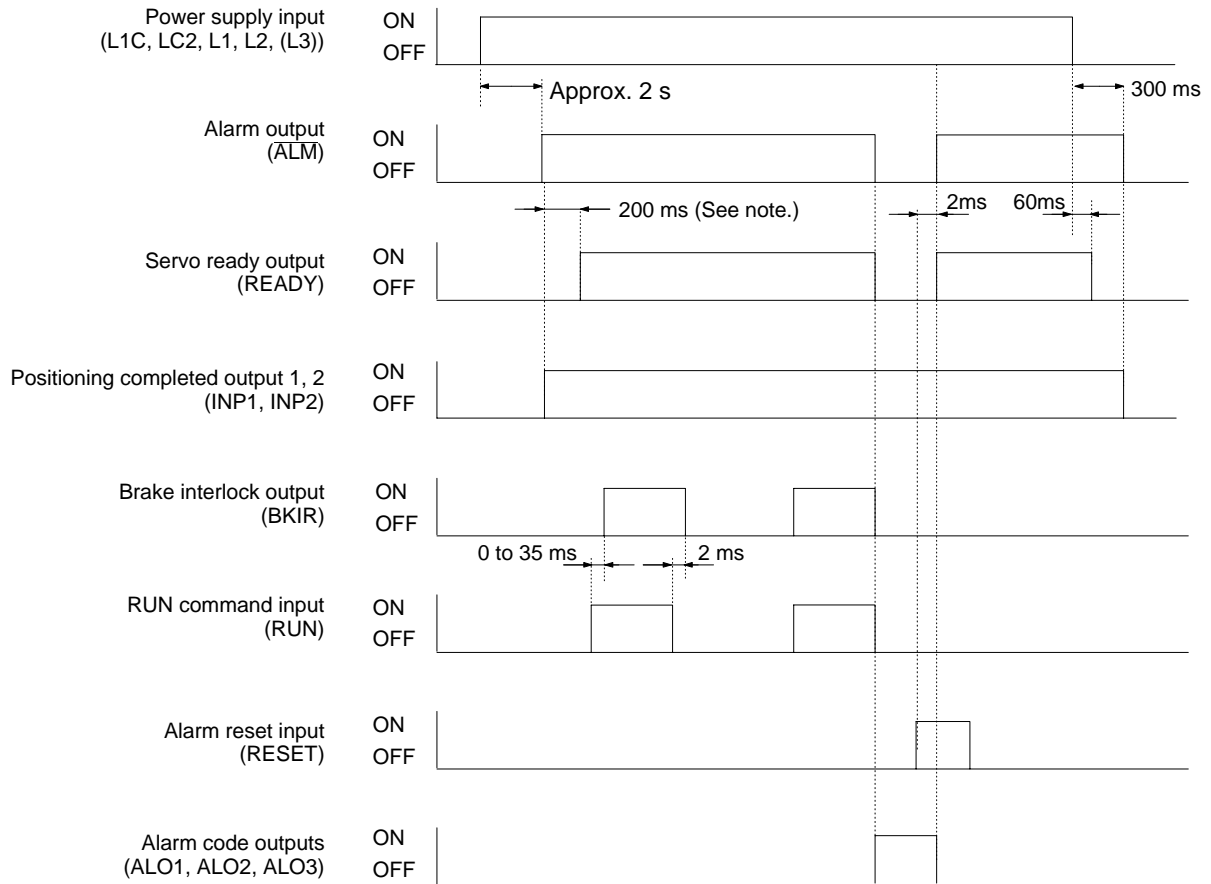 Power supply input
(L1C, LC2, L1, L2, (L3))
ON
OFF
Approx. 2 s
300 ms
Alarm output
(A̅L̅M̅)
ON
OFF
200 ms (See note.)
2ms
60ms
Servo ready output
(READY)
ON
OFF
Positioning completed output 1, 2
(INP1, INP2)
ON
OFF
Brake interlock output
(BKIR)
ON
OFF
0 to 35 ms
2 ms
RUN command input
(RUN)
ON
OFF
Alarm reset input
(RESET)
ON
OFF
Alarm code outputs
(ALO1, ALO2, ALO3)
ON
OFF